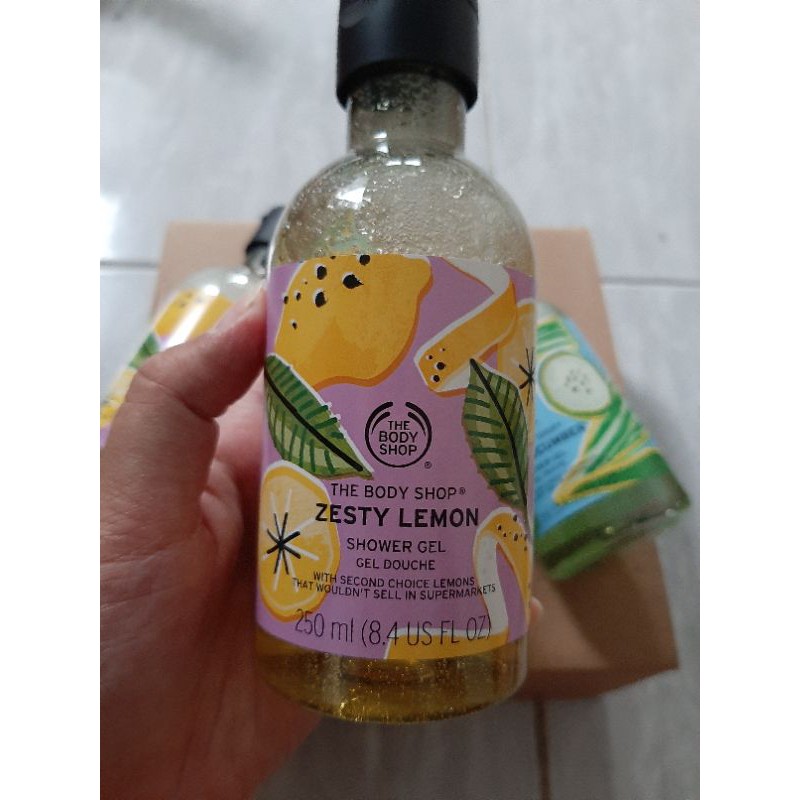 THE
BODY
SHOP
®
THE BODY SHOP®
ZESTY LEMON
SHOWER GEL
GEL DOUCHE
WITH SECOND CHOICE LEMONS
THAT WOULDN'T SELL IN SUPERMARKETS
250 ml (8.4 US FL OZ)